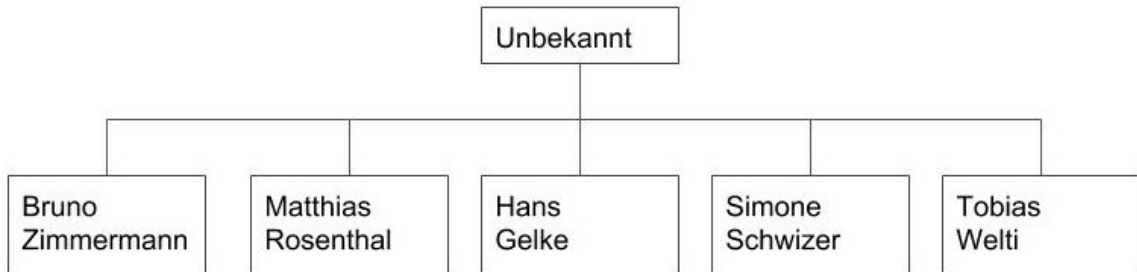 Unbekannt
Bruno
Zimmermann
Matthias
Rosenthal
Hans
Gelke
Simone
Schwizer
Tobias
Welti